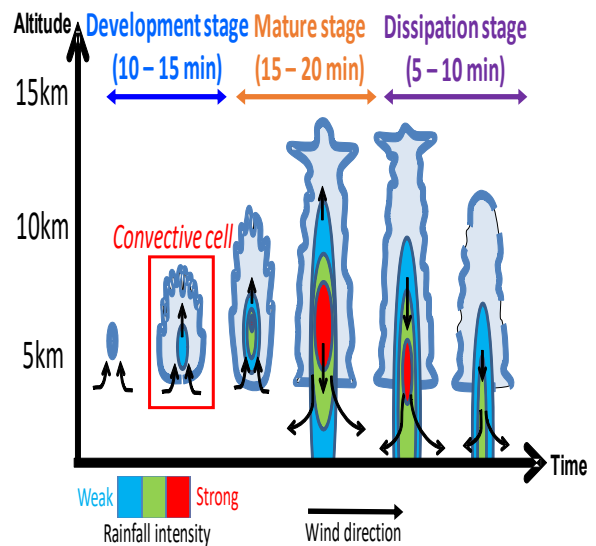 Altitude
Development stage
(10 – 15 min)
Mature stage
(15 – 20 min)
Dissipation stage
(5 – 10 min)
15km
10km
Convective cell
5km
Time
Weak
Strong
Rainfall intensity
Wind direction